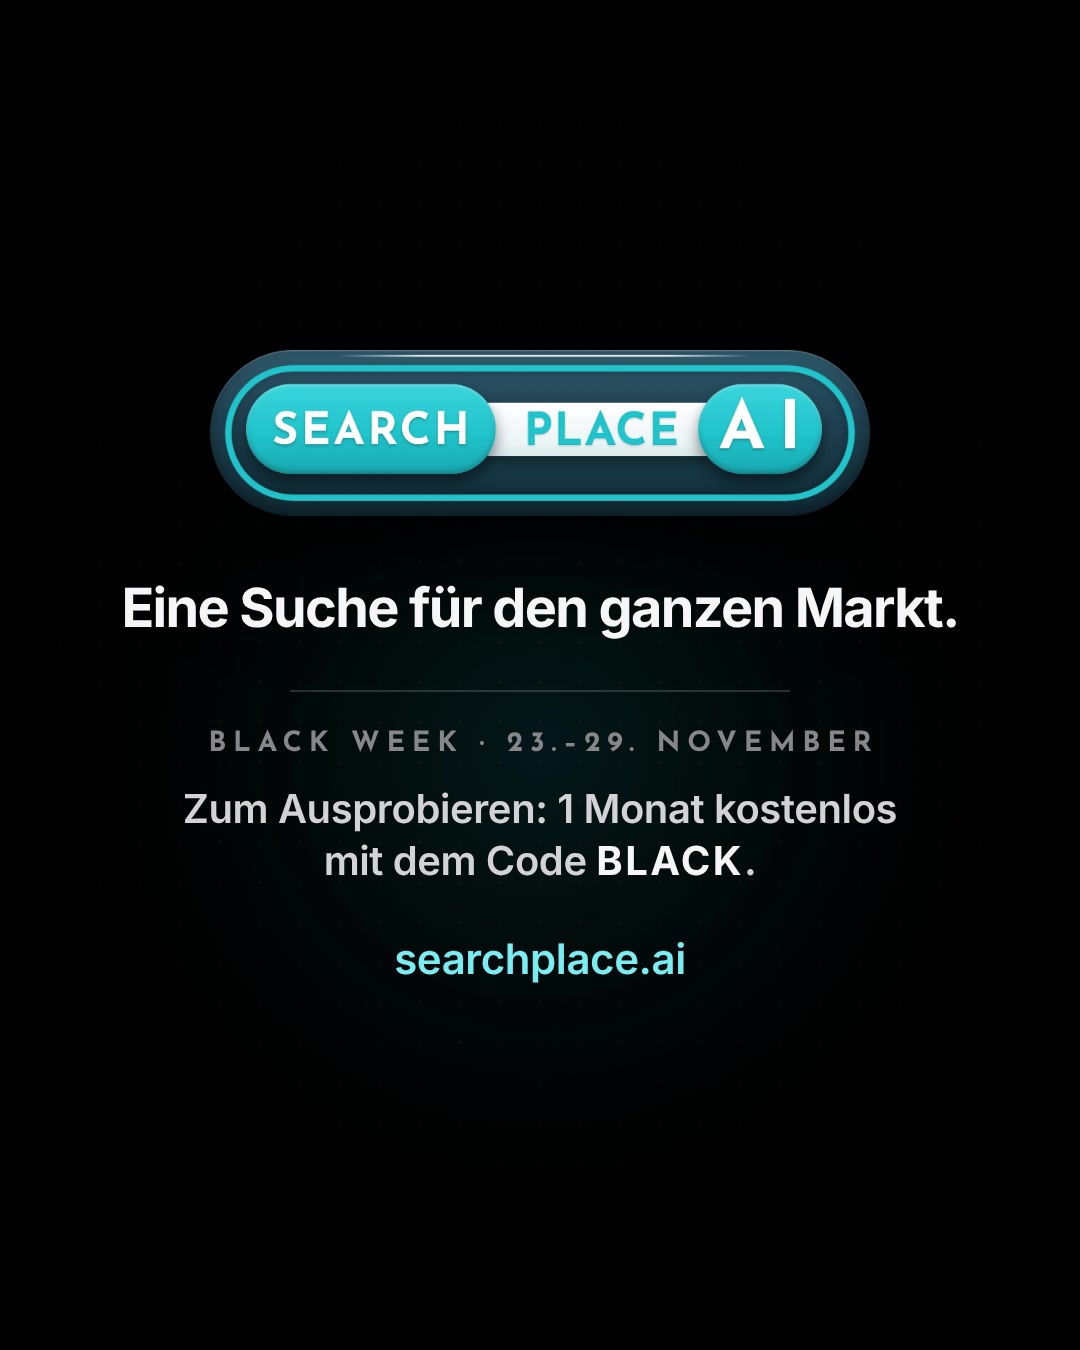 SEARCH PLACE AI
Eine Suche für den ganzen Markt.
BLACK WEEK · 23.–29. NOVEMBER
Zum Ausprobieren: 1 Monat kostenlos
mit dem Code BLACK.
searchplace.ai